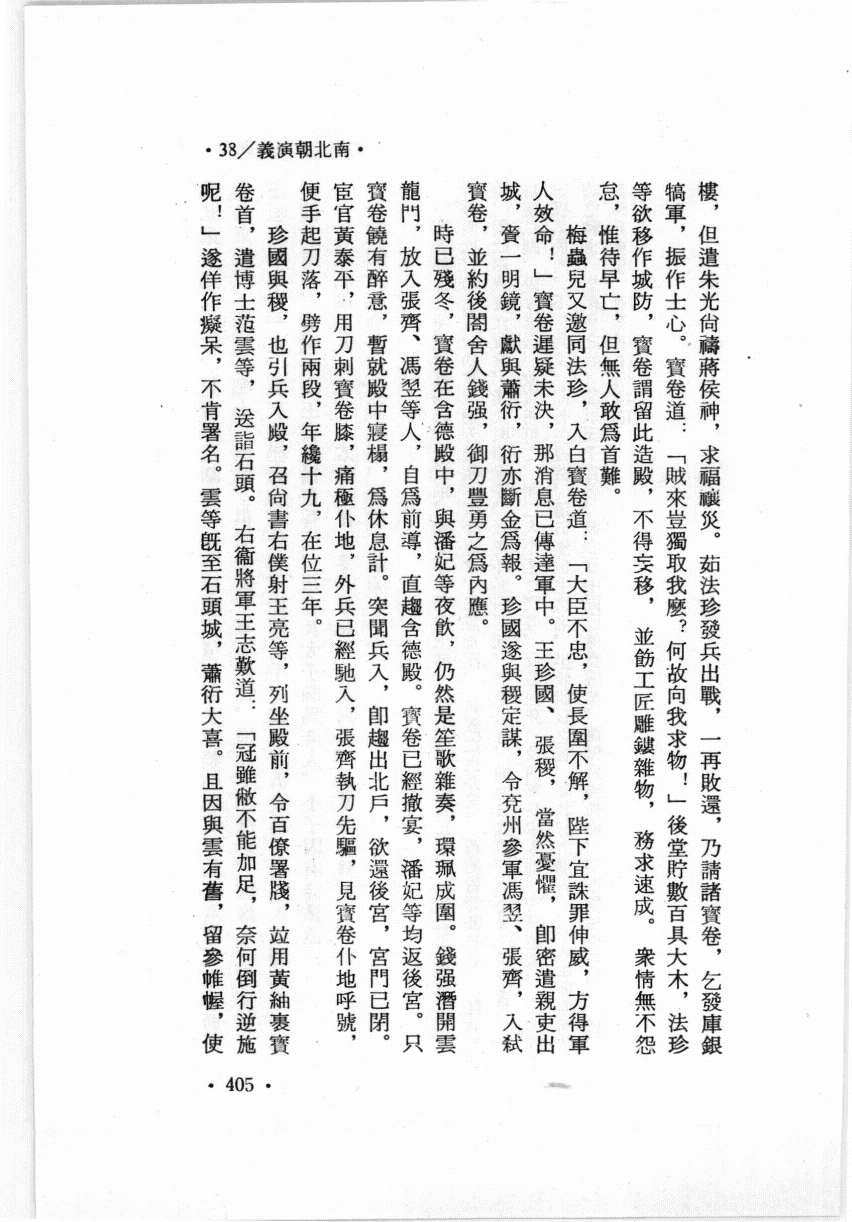 •38/義演朝北南•
樓，但遣朱光尙禱蔣侯神，求福禳災。茹法珍發兵出戰，一再敗還，乃請諸寶卷，乞發庫銀
犒軍，振作士心。寶卷道：「賊來豈獨取我麽？何故向我求物！」後堂貯數百具大木，法珍
等欲移作城防，寶卷謂留此造殿，不得妄移，並飭工匠雕鏤雜物，務求速成。衆情無不怨
怠，惟待早亡，但無人敢爲首難。
梅蟲兒又邀同法珍，入白寶卷道：「大臣不忠，使長圍不解，陛下宜誅罪伸威，方得軍
人效命！」寶卷遲疑未決，那消息已傳達軍中。王珍國、張稷，當然憂懼，卽密遣親吏出
城，齎一明鏡，獻與蕭衍，衍亦斷金爲報。珍國遂與稷定謀，令兗州參軍馮翌、張齊，入弑
寶卷，並約後閤舍人錢强，御刀豐勇之爲內應。
時已殘冬，寶卷在含德殿中，與潘妃等夜飲，仍然是笙歌雜奏，環珮成圍。錢强潛開雲
龍門，放入張齊、馮翌等人，自爲前導，直趨含德殿。寶卷已經撤宴，潘妃等均返後宮。只
寶卷饒有醉意，暫就殿中寢榻，爲休息計。突聞兵入，卽趨出北戶，欲還後宮，宮門已閉。
宦官黃泰平，用刀刺寶卷膝，痛極仆地，外兵已經馳入，張齊執刀先驅，見寶卷仆地呼號，
便手起刀落，劈作兩段，年纔十九，在位三年。
珍國與稷，也引兵入殿，召尙書右僕射王亮等，列坐殿前，令百僚署牋，竝用黃紬裹寶
卷首，遣博士范雲等，送詣石頭。右衞將軍王志歎道：「冠雖敝不能加足，奈何倒行逆施
呢！」遂佯作癡呆，不肯署名。雲等旣至石頭城，蕭衍大喜。且因與雲有舊，留參帷幄，使
•405•